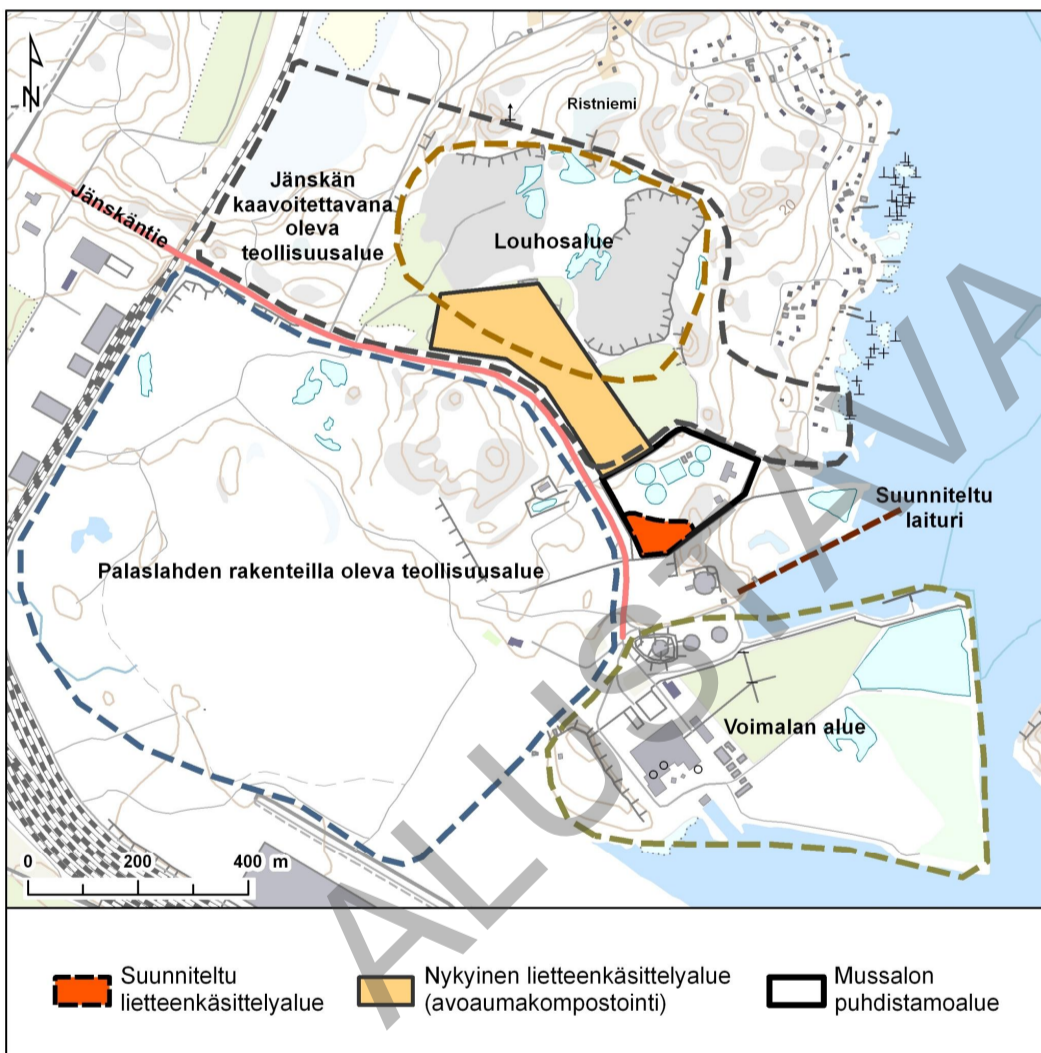 N
Ristniemi
Jänskäntie
Jänskän
kaavoitettavana
oleva
teollisuusalue
Louhosalue
20
Suunniteltu
laituri
Palaslahden rakenteilla oleva teollisuusalue
Voimalan alue
0 200 400 m
ALUSTAVA
Suunniteltu
lietteenkäsittelyalue
Nykyinen lietteenkäsittelyalue
(avoaumakompostointi)
Mussalon
puhdistamoalue